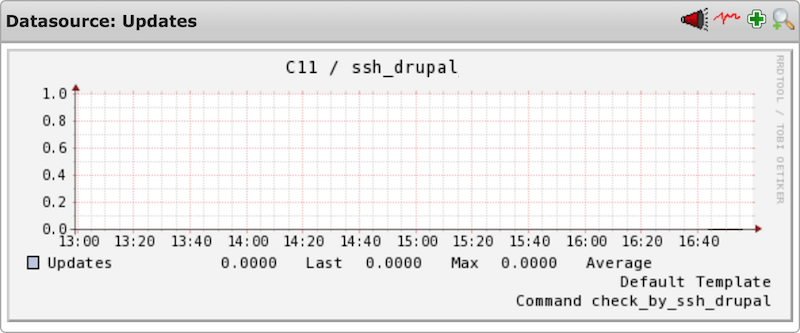 Datasource: Updates
C11 / ssh_drupal
RRDTOOL / TOBI OETIKER
1.0
0.8
0.6
0.4
0.2
0.0
13:00 13:20 13:40 14:00 14:20 14:40 15:00 15:20 15:40 16:00 16:20 16:40
Updates 0.0000 Last 0.0000 Max 0.0000 Average
Default Template
Command check_by_ssh_drupal